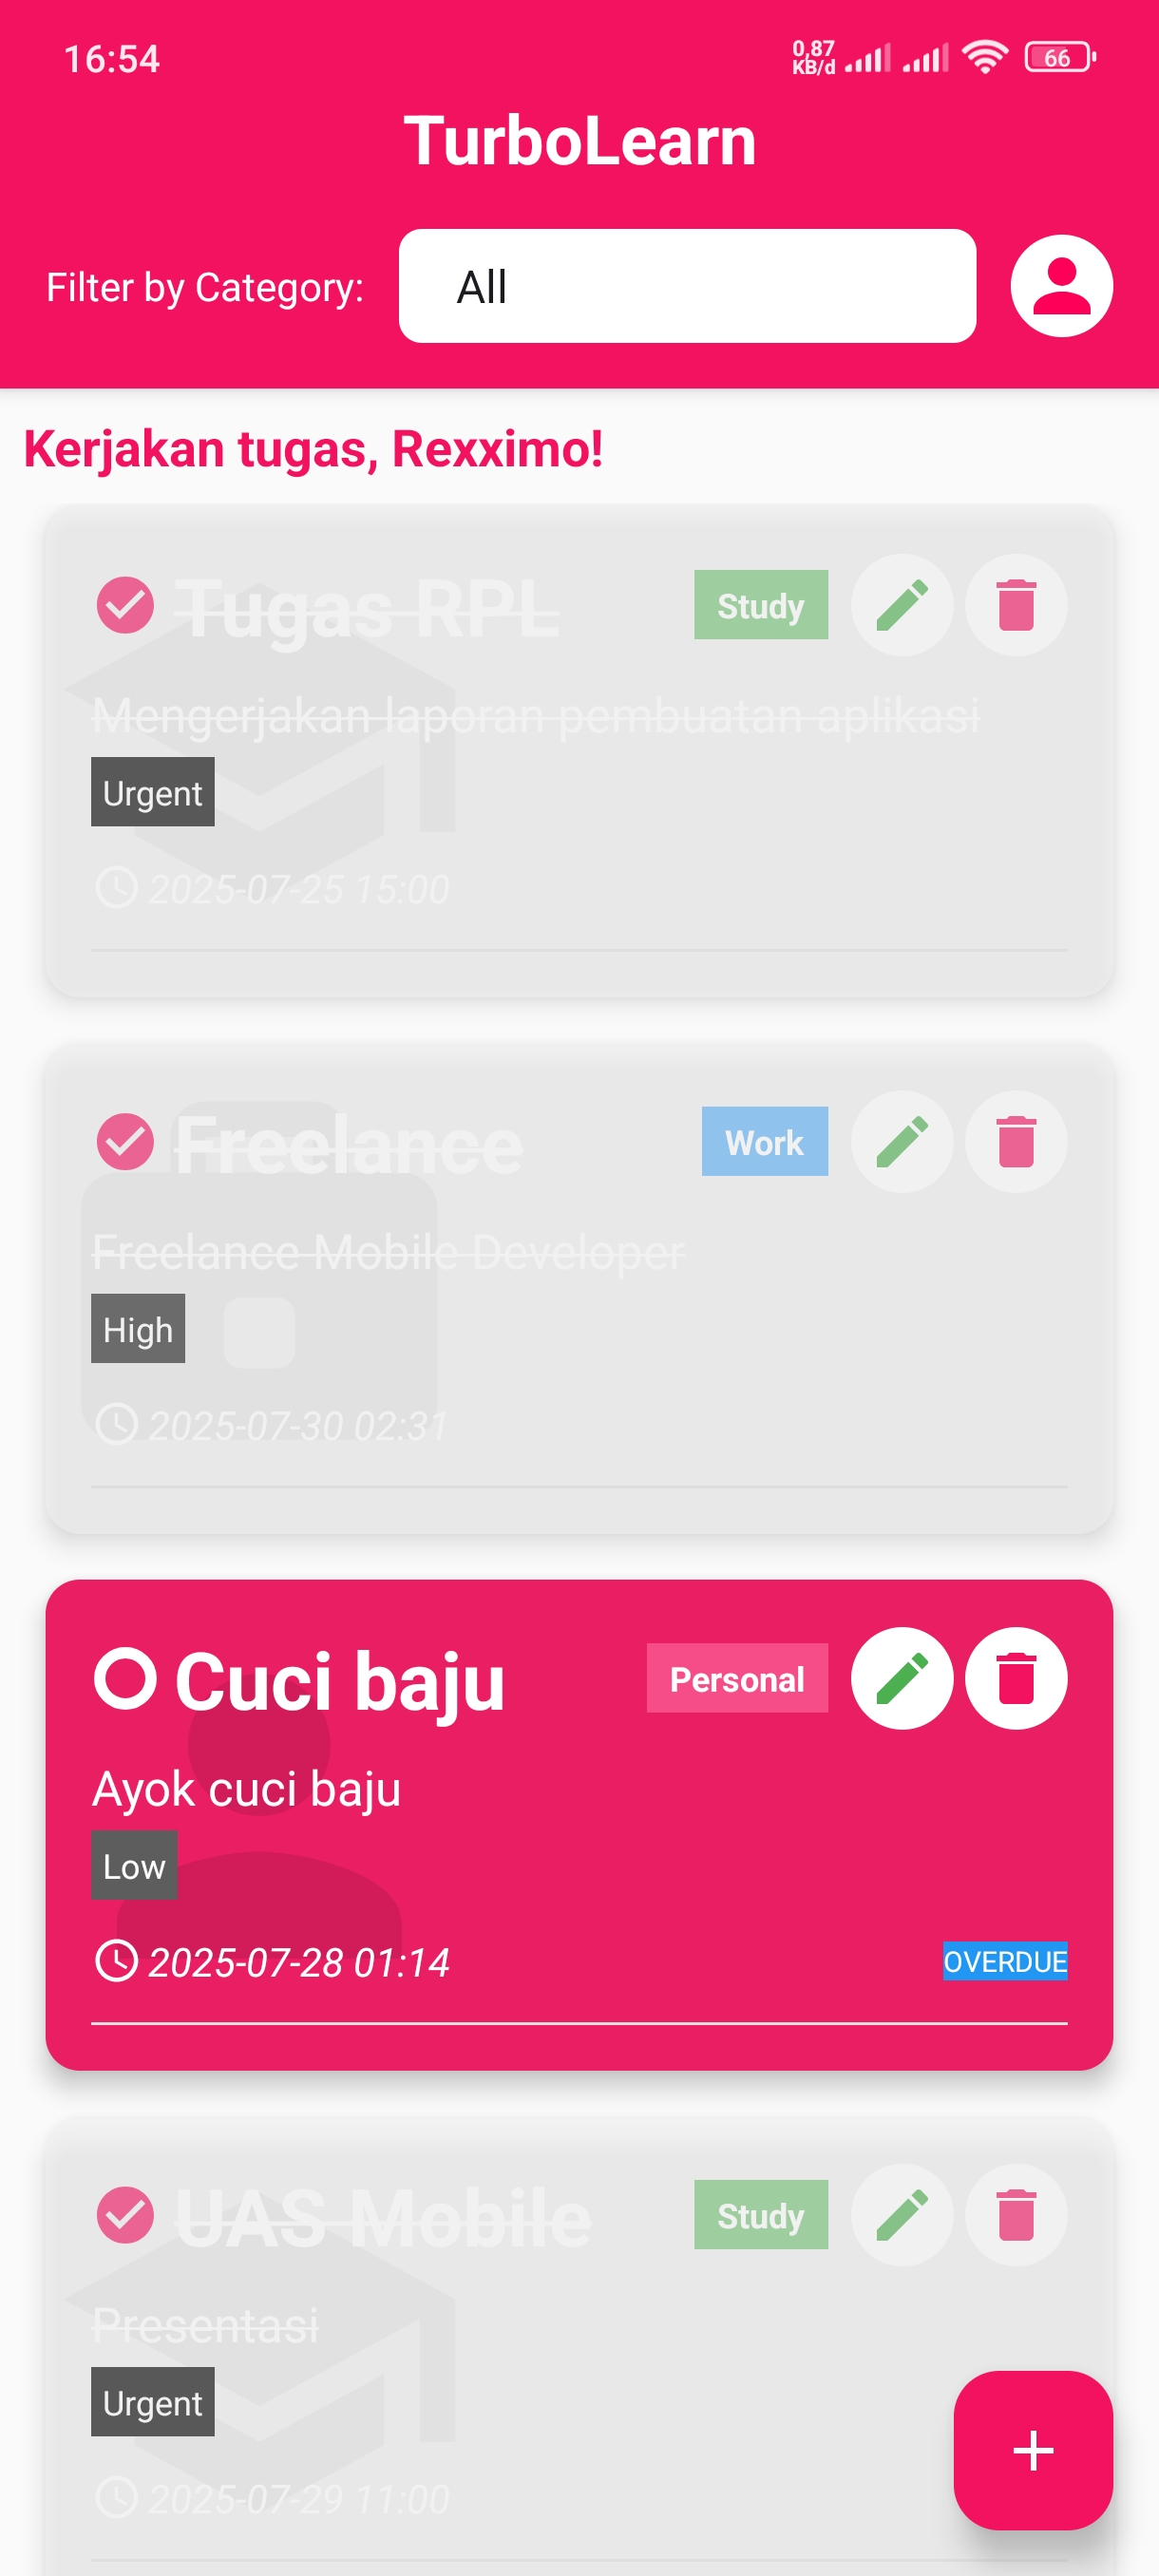 16:54
0,87
KB/d
66
TurboLearn
Filter by Category:
All
Kerjakan tugas, Rexximo!
Tugas RPL
Study
Mengerjakan laporan pembuatan aplikasi
Urgent
2025-07-25 15:00
Freelance
Work
Freelance Mobile Developer
High
2025-07-30 02:31
Cuci baju
Personal
Ayok cuci baju
Low
2025-07-28 01:14
OVERDUE
UAS Mobile
Study
Presentasi
Urgent
2025-07-29 11:00